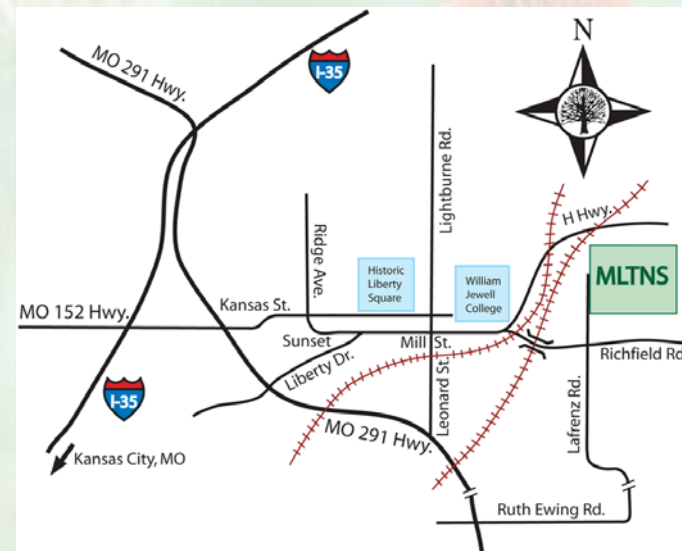 N
MO 291 Hwy.
I-35
Lightburne Rd.
H Hwy.
Ridge Ave.
Historic
Liberty
Square
William
Jewell
College
MLTNS
MO 152 Hwy.
Kansas St.
Sunset
Mill St.
Richfield Rd
Liberty Dr.
Leonard St.
I-35
MO 291 Hwy.
Lafrenz Rd.
Kansas City, MO
Ruth Ewing Rd.